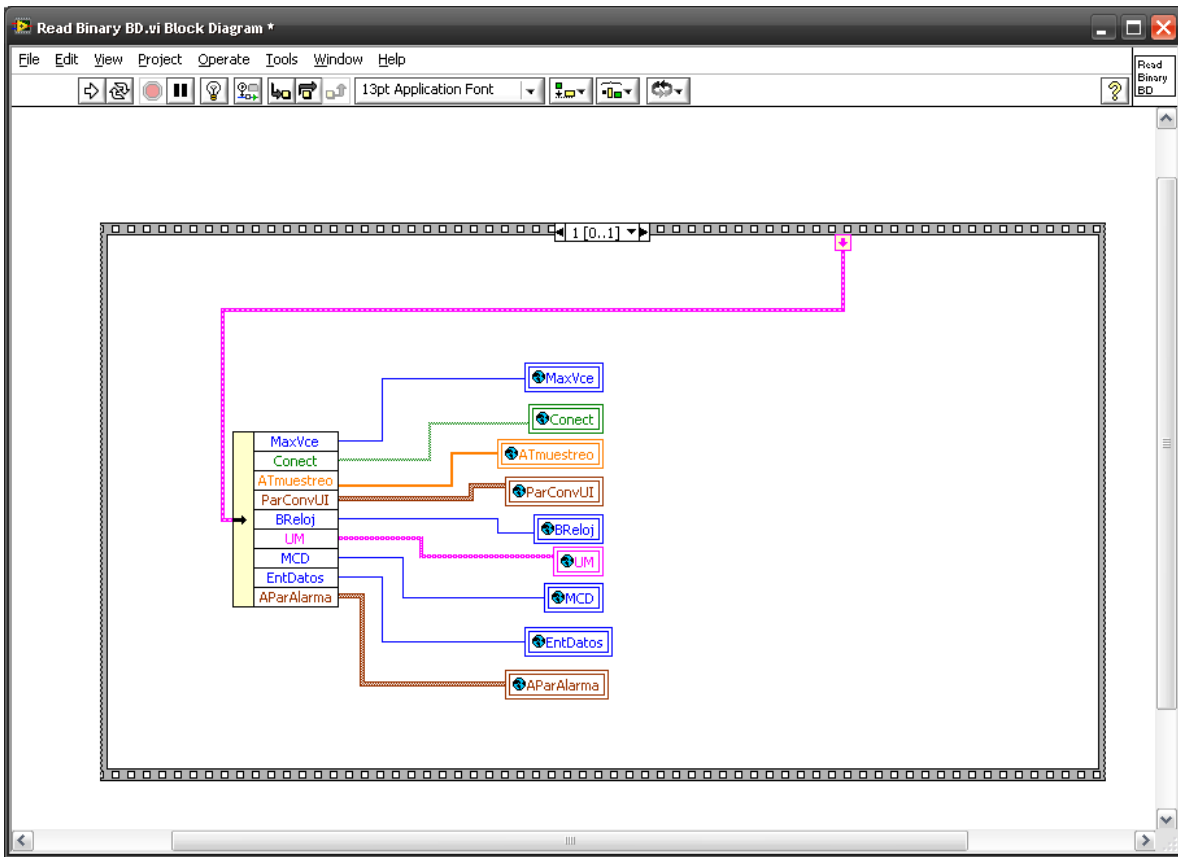 Read Binary BD.vi Block Diagram *
File Edit View Project Operate Tools Window Help
Read
Binary
BD
13pt Application Font
?
1 [0..1]
MaxVce
Conect
ATmuestreo
ParConvUI
BReloj
UM
MCD
EntDatos
AParAlarma
MaxVce
Conect
ATmuestreo
ParConvUI
BReloj
UM
MCD
EntDatos
AParAlarma